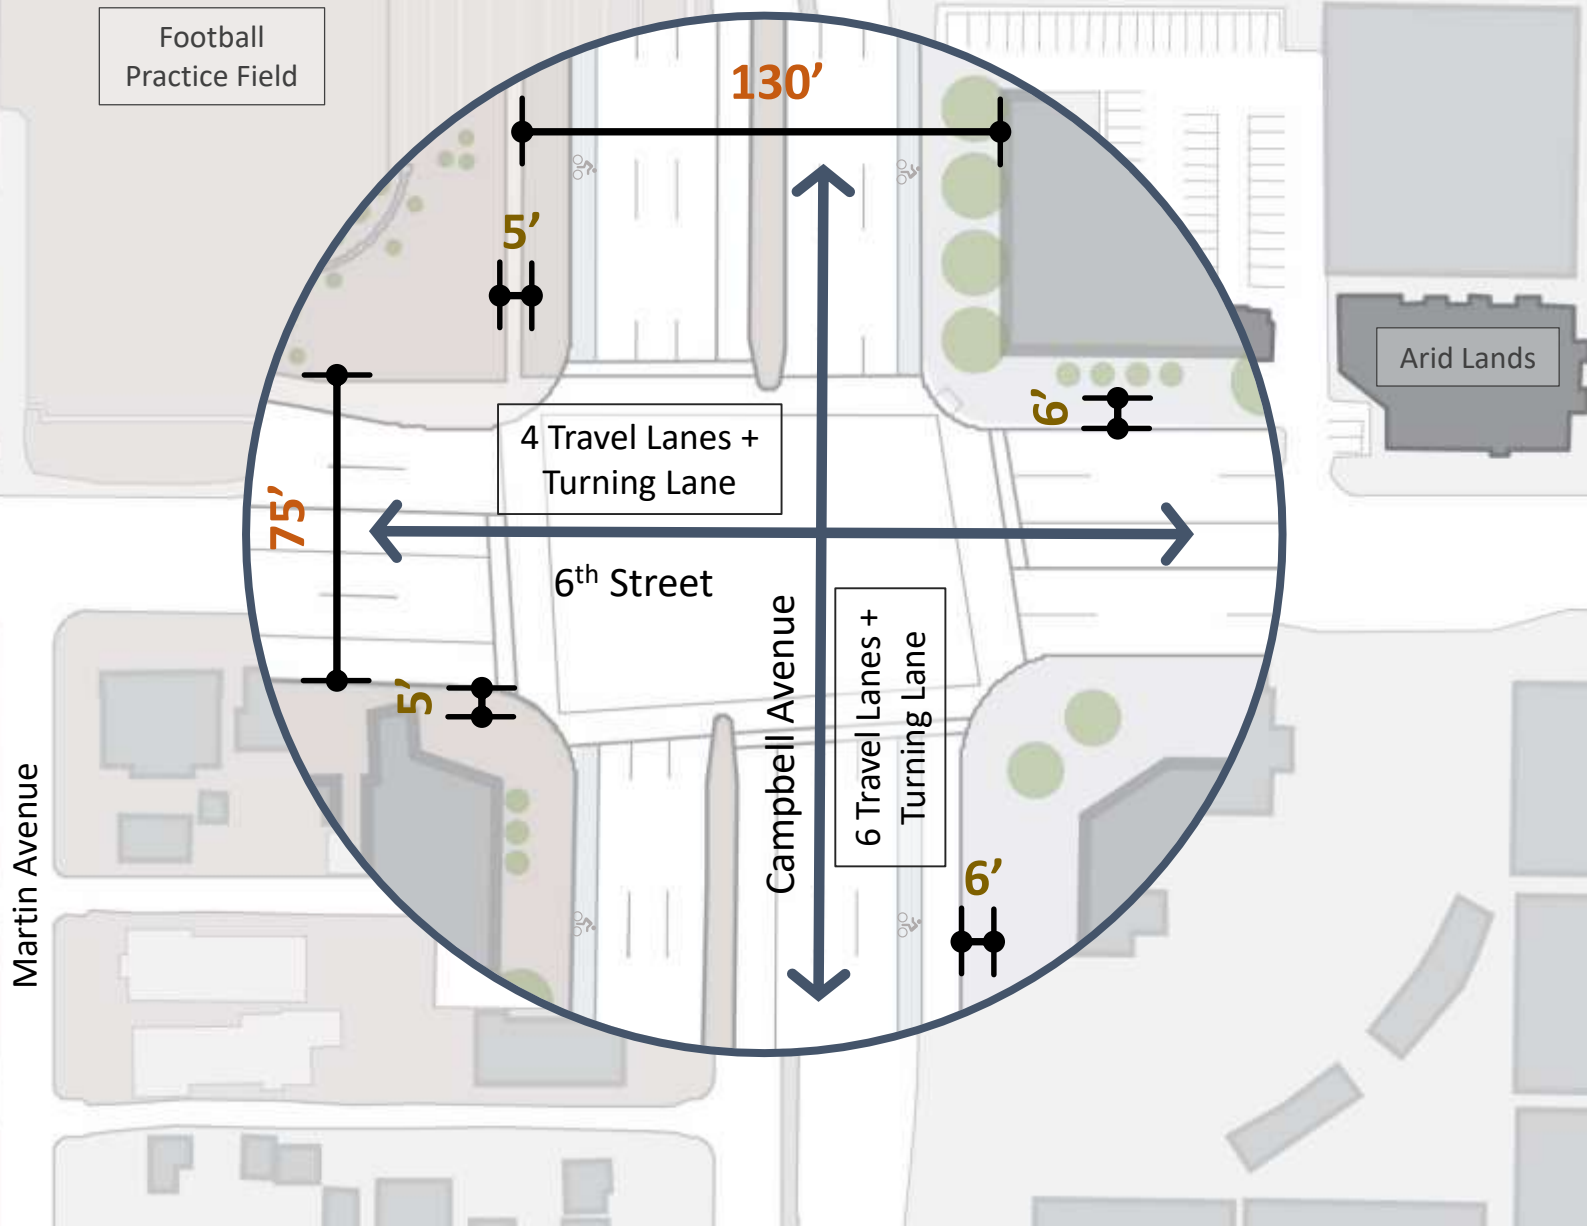 Football
Practice Field
130’
5’
Arid Lands
6’
4 Travel Lanes +
Turning Lane
75’
6th Street
5’
Campbell Avenue
6 Travel Lanes +
Turning Lane
6’
Martin Avenue